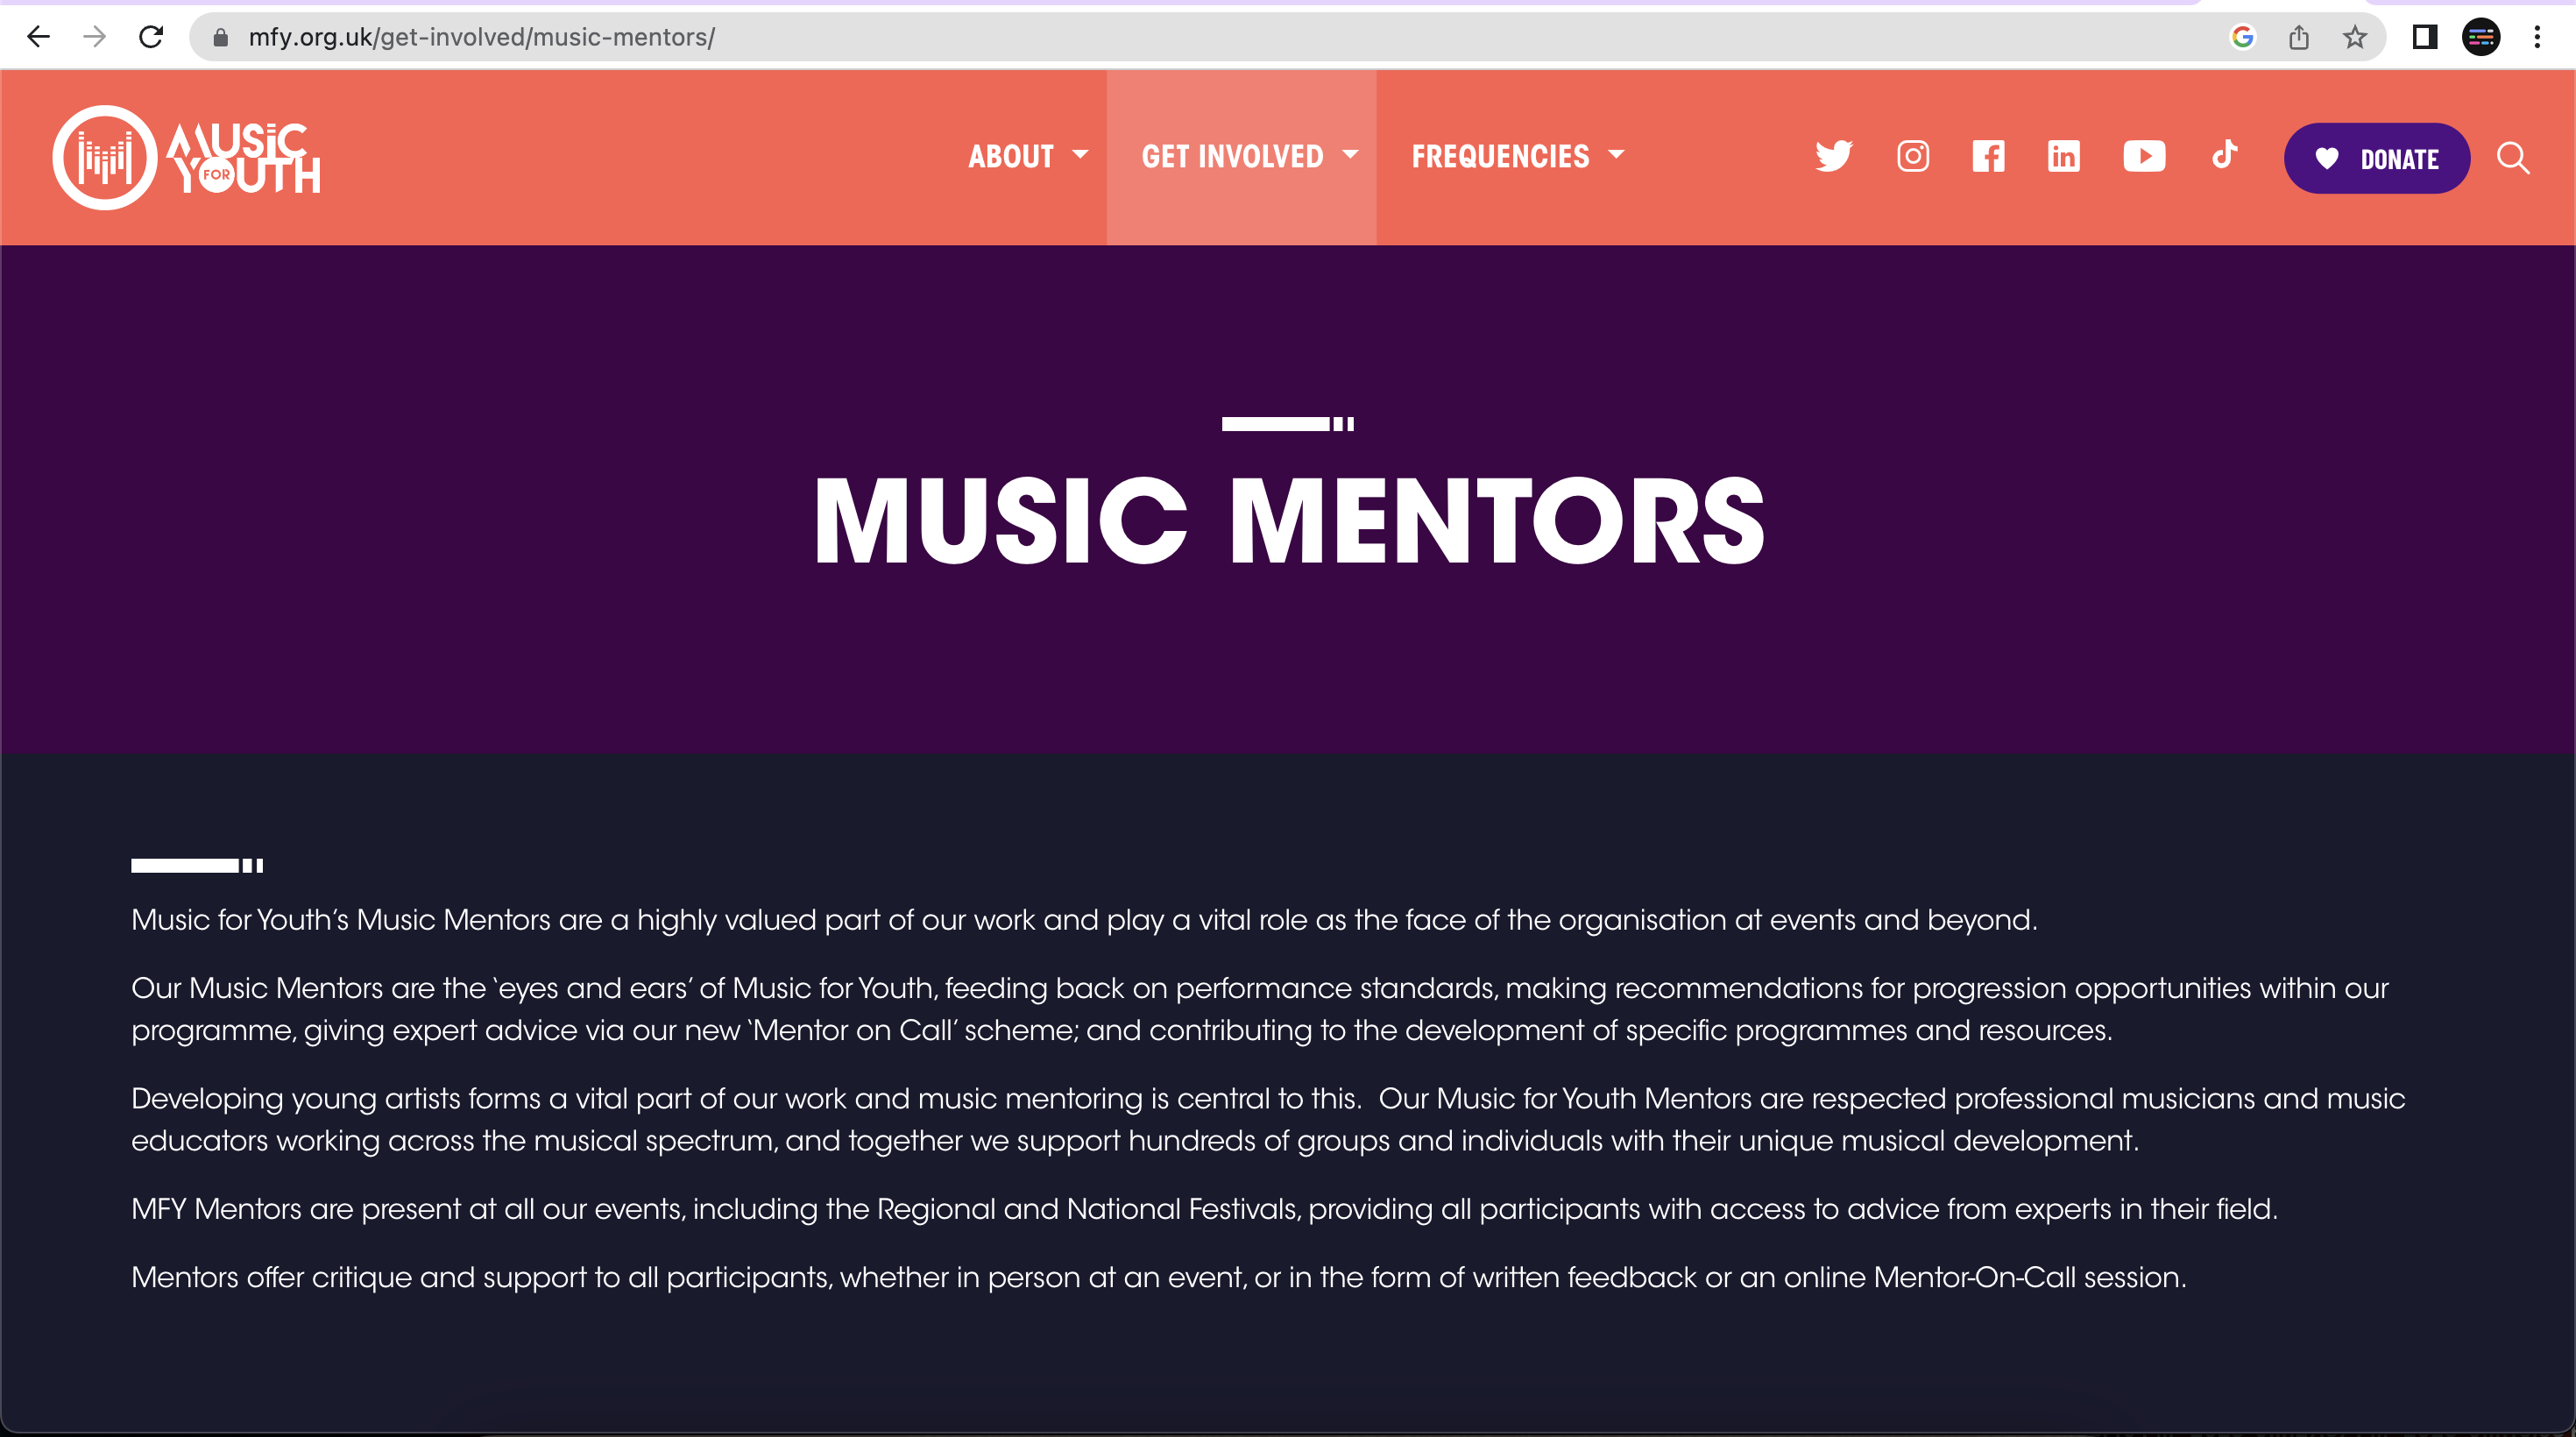 mfy.org.uk/get-involved/music-mentors/
MUSIC
FOR
YOUTH
ABOUT
GET INVOLVED
FREQUENCIES
DONATE
MUSIC MENTORS
Music for Youth’s Music Mentors are a highly valued part of our work and play a vital role as the face of the organisation at events and beyond.
Our Music Mentors are the ‘eyes and ears’ of Music for Youth, feeding back on performance standards, making recommendations for progression opportunities within our
programme, giving expert advice via our new ‘Mentor on Call’ scheme; and contributing to the development of specific programmes and resources.
Developing young artists forms a vital part of our work and music mentoring is central to this.  Our Music for Youth Mentors are respected professional musicians and music
educators working across the musical spectrum, and together we support hundreds of groups and individuals with their unique musical development.
MFY Mentors are present at all our events, including the Regional and National Festivals, providing all participants with access to advice from experts in their field.
Mentors offer critique and support to all participants, whether in person at an event, or in the form of written feedback or an online Mentor-On-Call session.